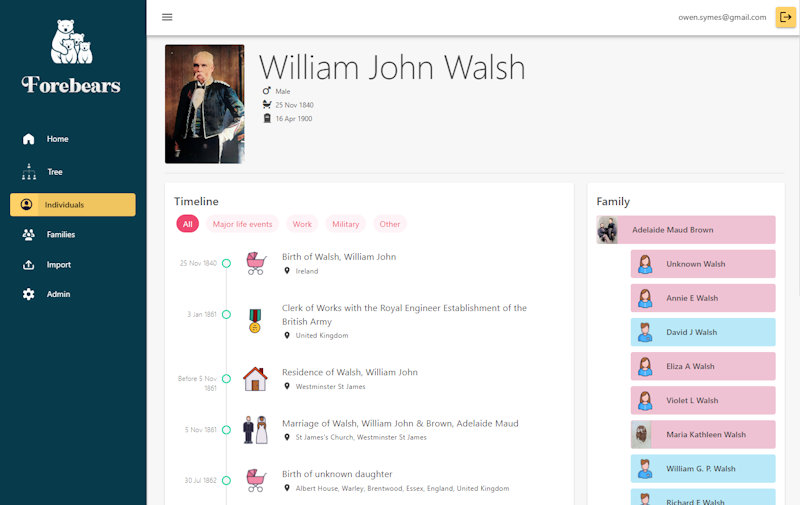 Forebears
Home
Tree
Individuals
Families
Import
Admin
owen.symes@gmail.com
William John Walsh
Male
25 Nov 1840
16 Apr 1900
Timeline
All
Major life events
Work
Military
Other
25 Nov 1840
Birth of Walsh, William John
Ireland
3 Jan 1861
Clerk of Works with the Royal Engineer Establishment of the
British Army
United Kingdom
Before 5 Nov
1861
Residence of Walsh, William John
Westminster St James
5 Nov 1861
Marriage of Walsh, William John & Brown, Adelaide Maud
St James's Church, Westminster St James
30 Jul 1862
Birth of unknown daughter
Albert House, Warley, Brentwood, Essex, England, United Kingdom
Family
Adelaide Maud Brown
Unknown Walsh
Annie E Walsh
David J Walsh
Eliza A Walsh
Violet L Walsh
Maria Kathleen Walsh
William G. P. Walsh
Richard F Walsh